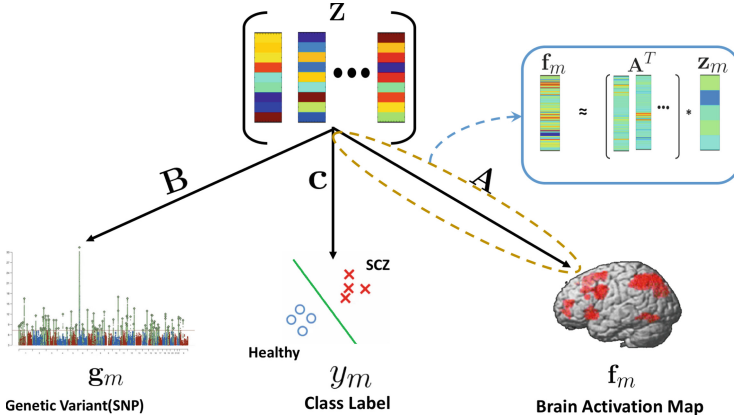 Z
f_m
A^T
z_m
≈
...
*
B
c
A
SCZ
Healthy
g_m
y_m
f_m
Genetic Variant(SNP)
Class Label
Brain Activation Map